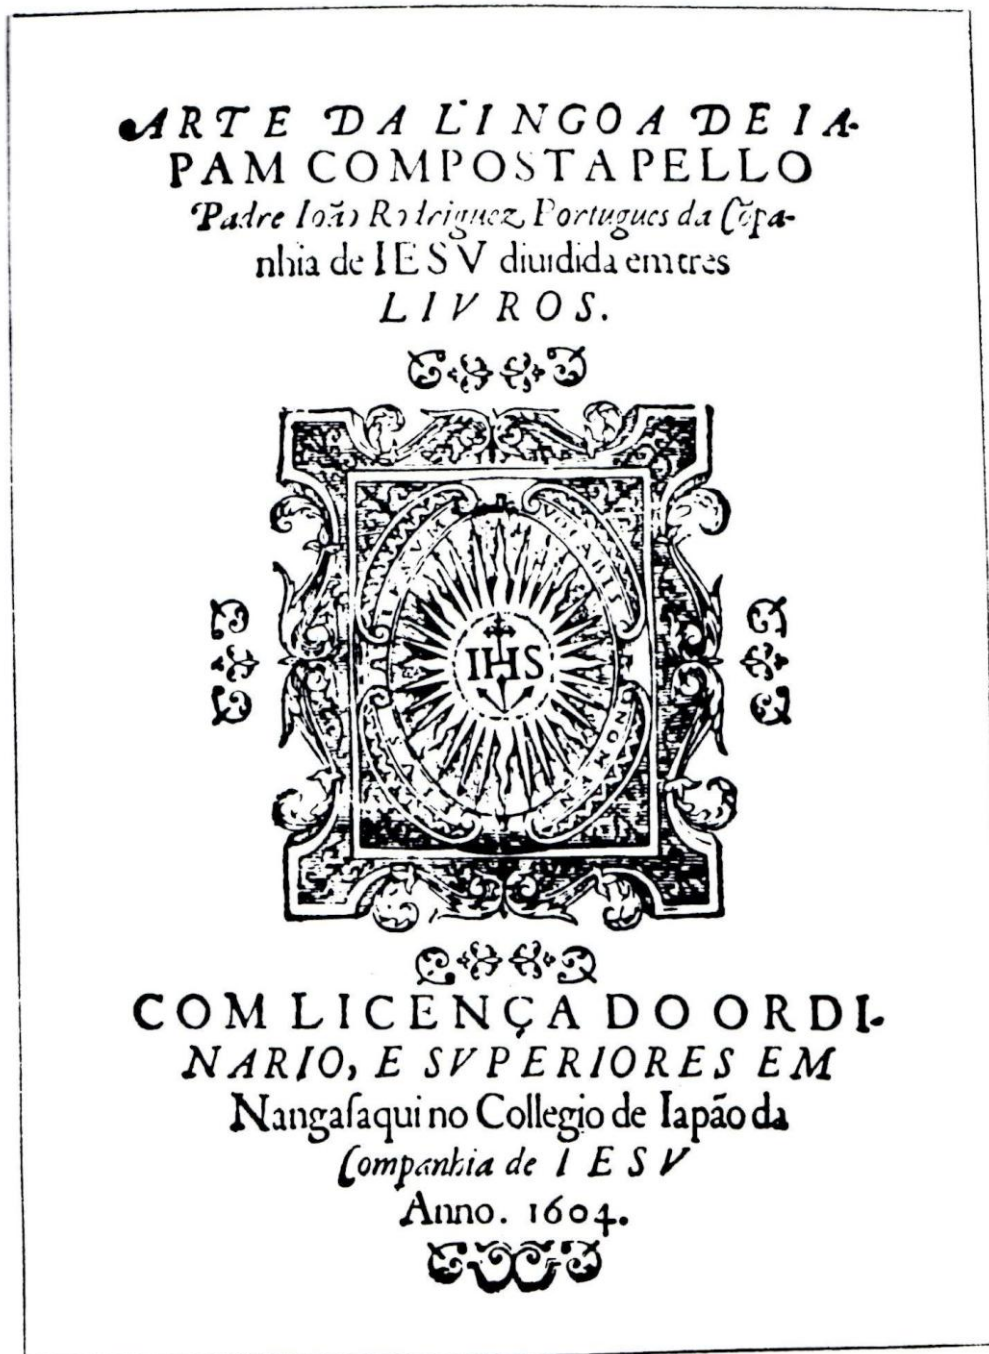 ARTE DA LINGOA DE IA-
PAM COMPOSTA PELLO
Padre Ioão Rodriguez Portugues da Cõpa-
nhia de IESV diuidida em tres
LIVROS.
VOCABIS
IHS
NOMEN
COM LICENÇA DO ORDI-
NARIO, E SVPERIORES EM
Nangaſaqui no Collegio de Iapão da
Companhia de IESV
Anno. 1604.